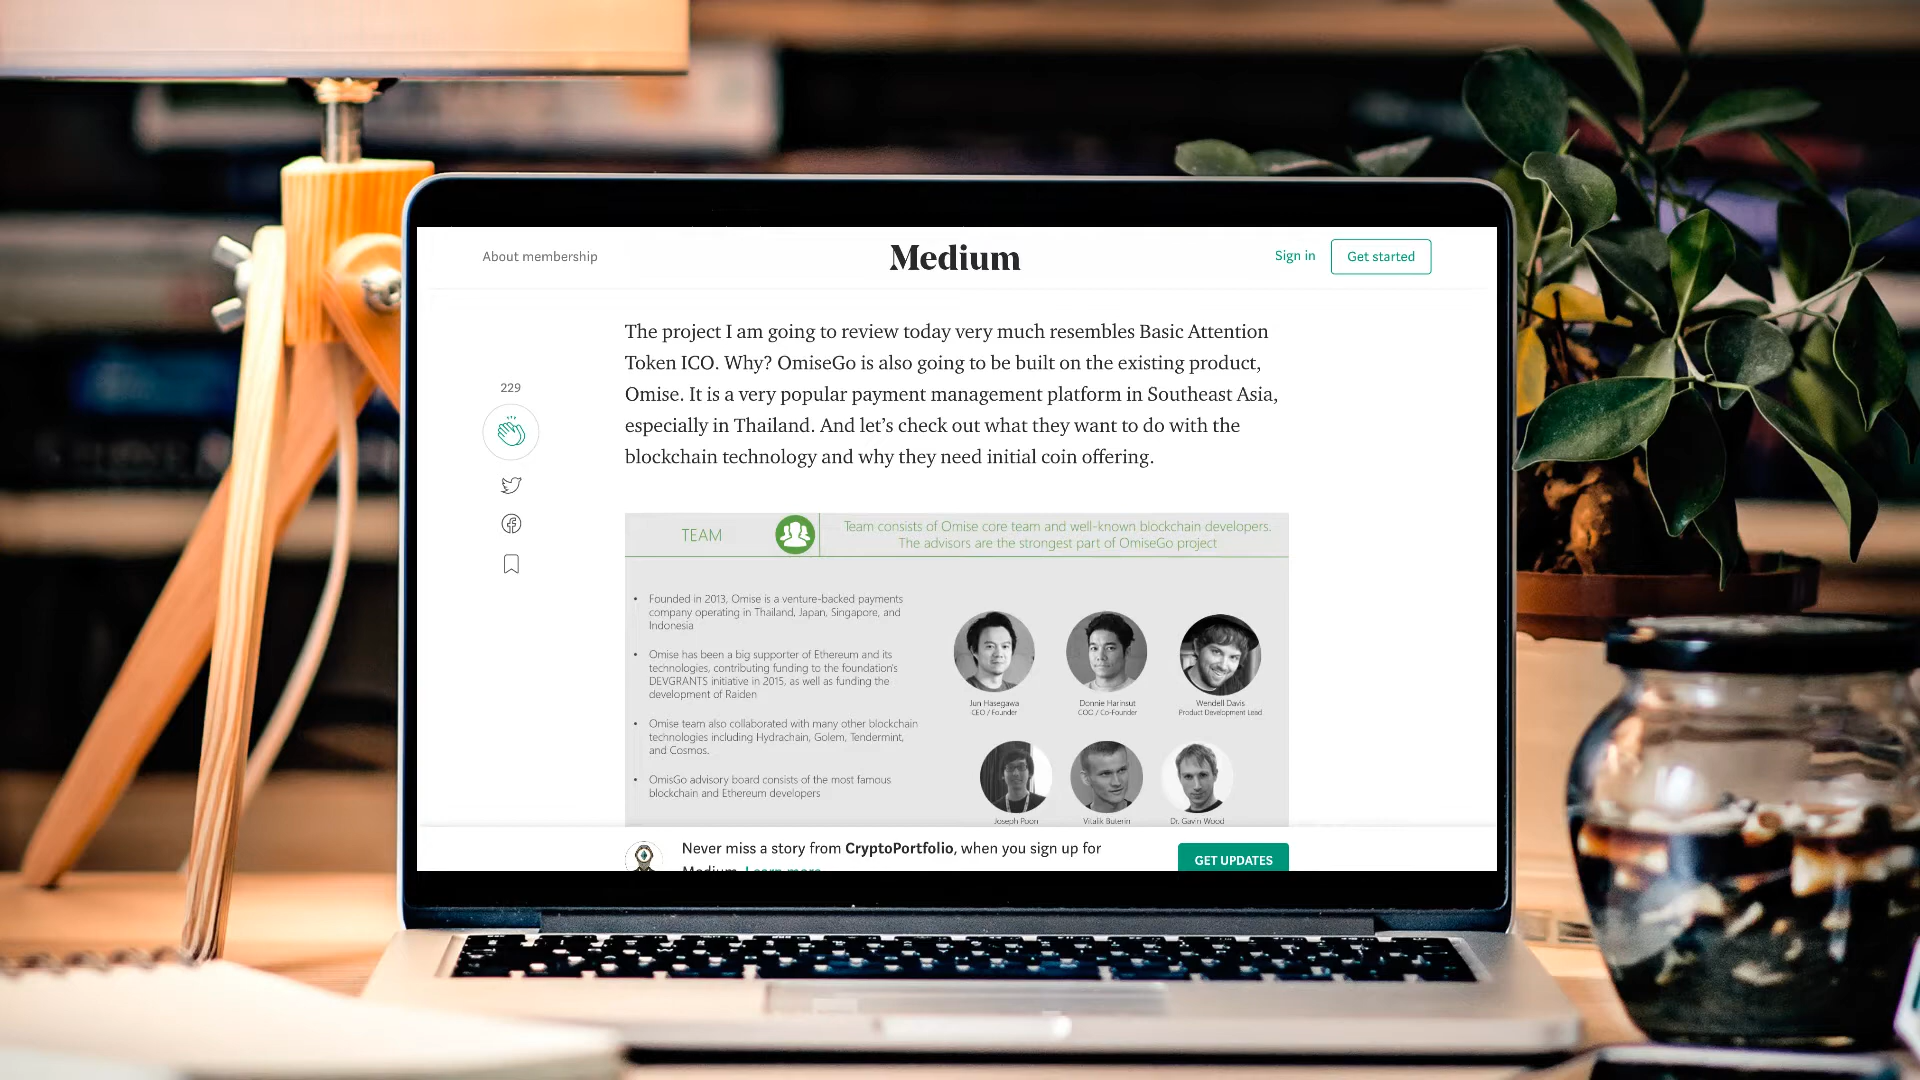 About membership
Medium
Sign in
Get started
The project I am going to review today very much resembles Basic Attention
Token ICO. Why? OmiseGo is also going to be built on the existing product,
Omise. It is a very popular payment management platform in Southeast Asia,
especially in Thailand. And let’s check out what they want to do with the
blockchain technology and why they need initial coin offering.
229
TEAM
Team consists of Omise core team and well-known blockchain developers.
The advisors are the strongest part of OmiseGo project
• Founded in 2013, Omise is a venture-backed payments
company operating in Thailand, Japan, Singapore, and
Indonesia
• Omise has been a big supporter of Ethereum and its
technologies, contributing funding to the foundation's
DEVGRANTS initiative in 2015, as well as funding the
development of Raiden
• Omise team also collaborated with many other blockchain
technologies including Hydrachain, Golem, Tendermint,
and Cosmos.
• OmisGo advisory board consists of the most famous
blockchain and Ethereum developers
Jun Hasegawa
CEO / Founder
Donnie Harinsut
COO / Co-Founder
Wendell Davis
Product Development Lead
Joseph Poon
Vitalik Buterin
Dr. Gavin Wood
Never miss a story from CryptoPortfolio, when you sign up for
Medium. Learn more
GET UPDATES